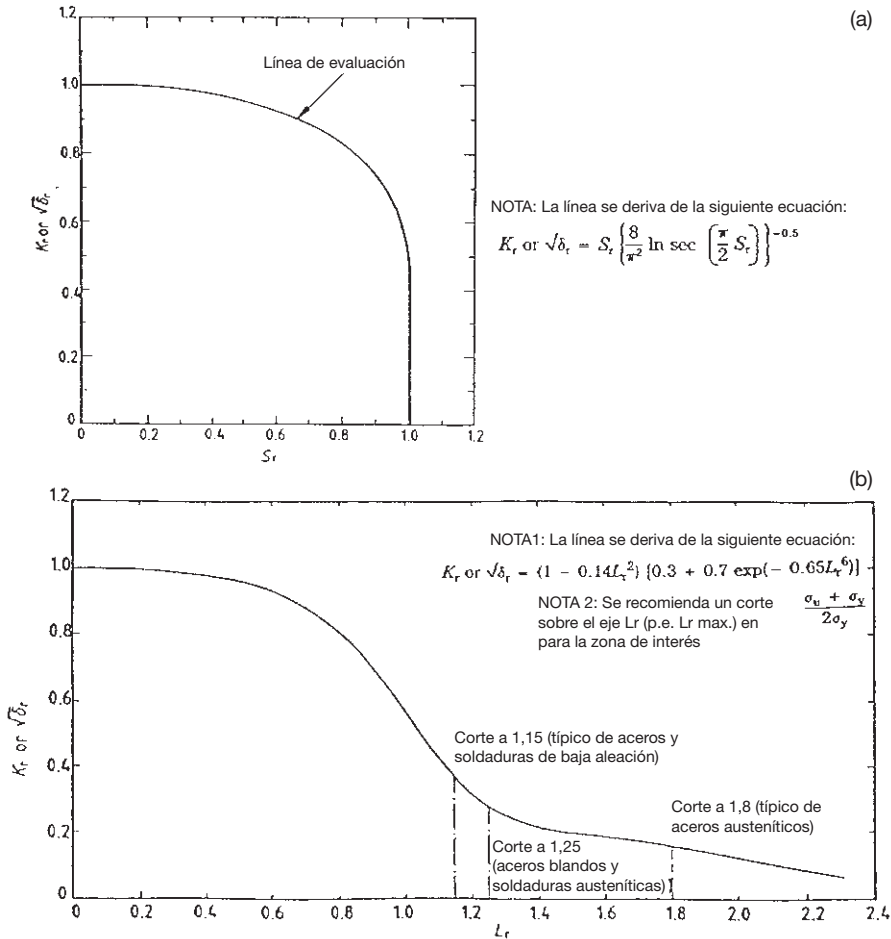 (a)
1.2
Línea de evaluación
1.0
0.8
0.6
0.4
0.2
0
Kr or √δr
0 0.2 0.4 0.6 0.8 1.0 1.2
Sr
NOTA: La línea se deriva de la siguiente ecuación:
Kr or √δr = Sr {8/π² ln sec (π/2 Sr)}^-0.5
(b)
1.2
1.0
0.8
0.6
0.4
0.2
0
Kr or √δr
NOTA1: La línea se deriva de la siguiente ecuación:
Kr or √δr = (1 − 0.14Lr²) {0.3 + 0.7 exp(− 0.65Lr⁶)}
NOTA 2: Se recomienda un corte
sobre el eje Lr (p.e. Lr max.) en
para la zona de interés
σu + σy
2σy
Corte a 1,15 (típico de aceros y
soldaduras de baja aleación)
Corte a 1,8 (típico de
aceros austeníticos)
Corte a 1,25
(aceros blandos y
soldaduras austeníticas)
0 0.2 0.4 0.6 0.8 1.0 1.2 1.4 1.6 1.8 2.0 2.2 2.4
Lr